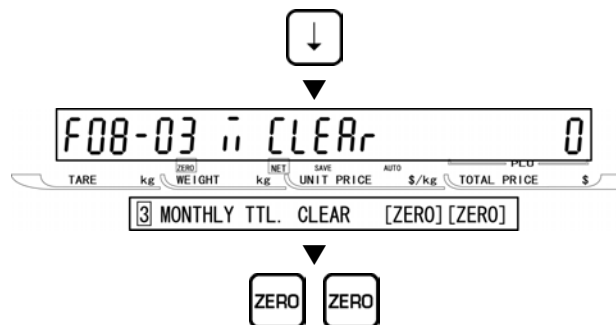 ↓
F08-03 m CLEAr 0
ZERO NET SAVE AUTO PLU
TARE kg WEIGHT kg UNIT PRICE $/kg TOTAL PRICE $
3 MONTHLY TTL. CLEAR [ZERO][ZERO]
ZERO ZERO